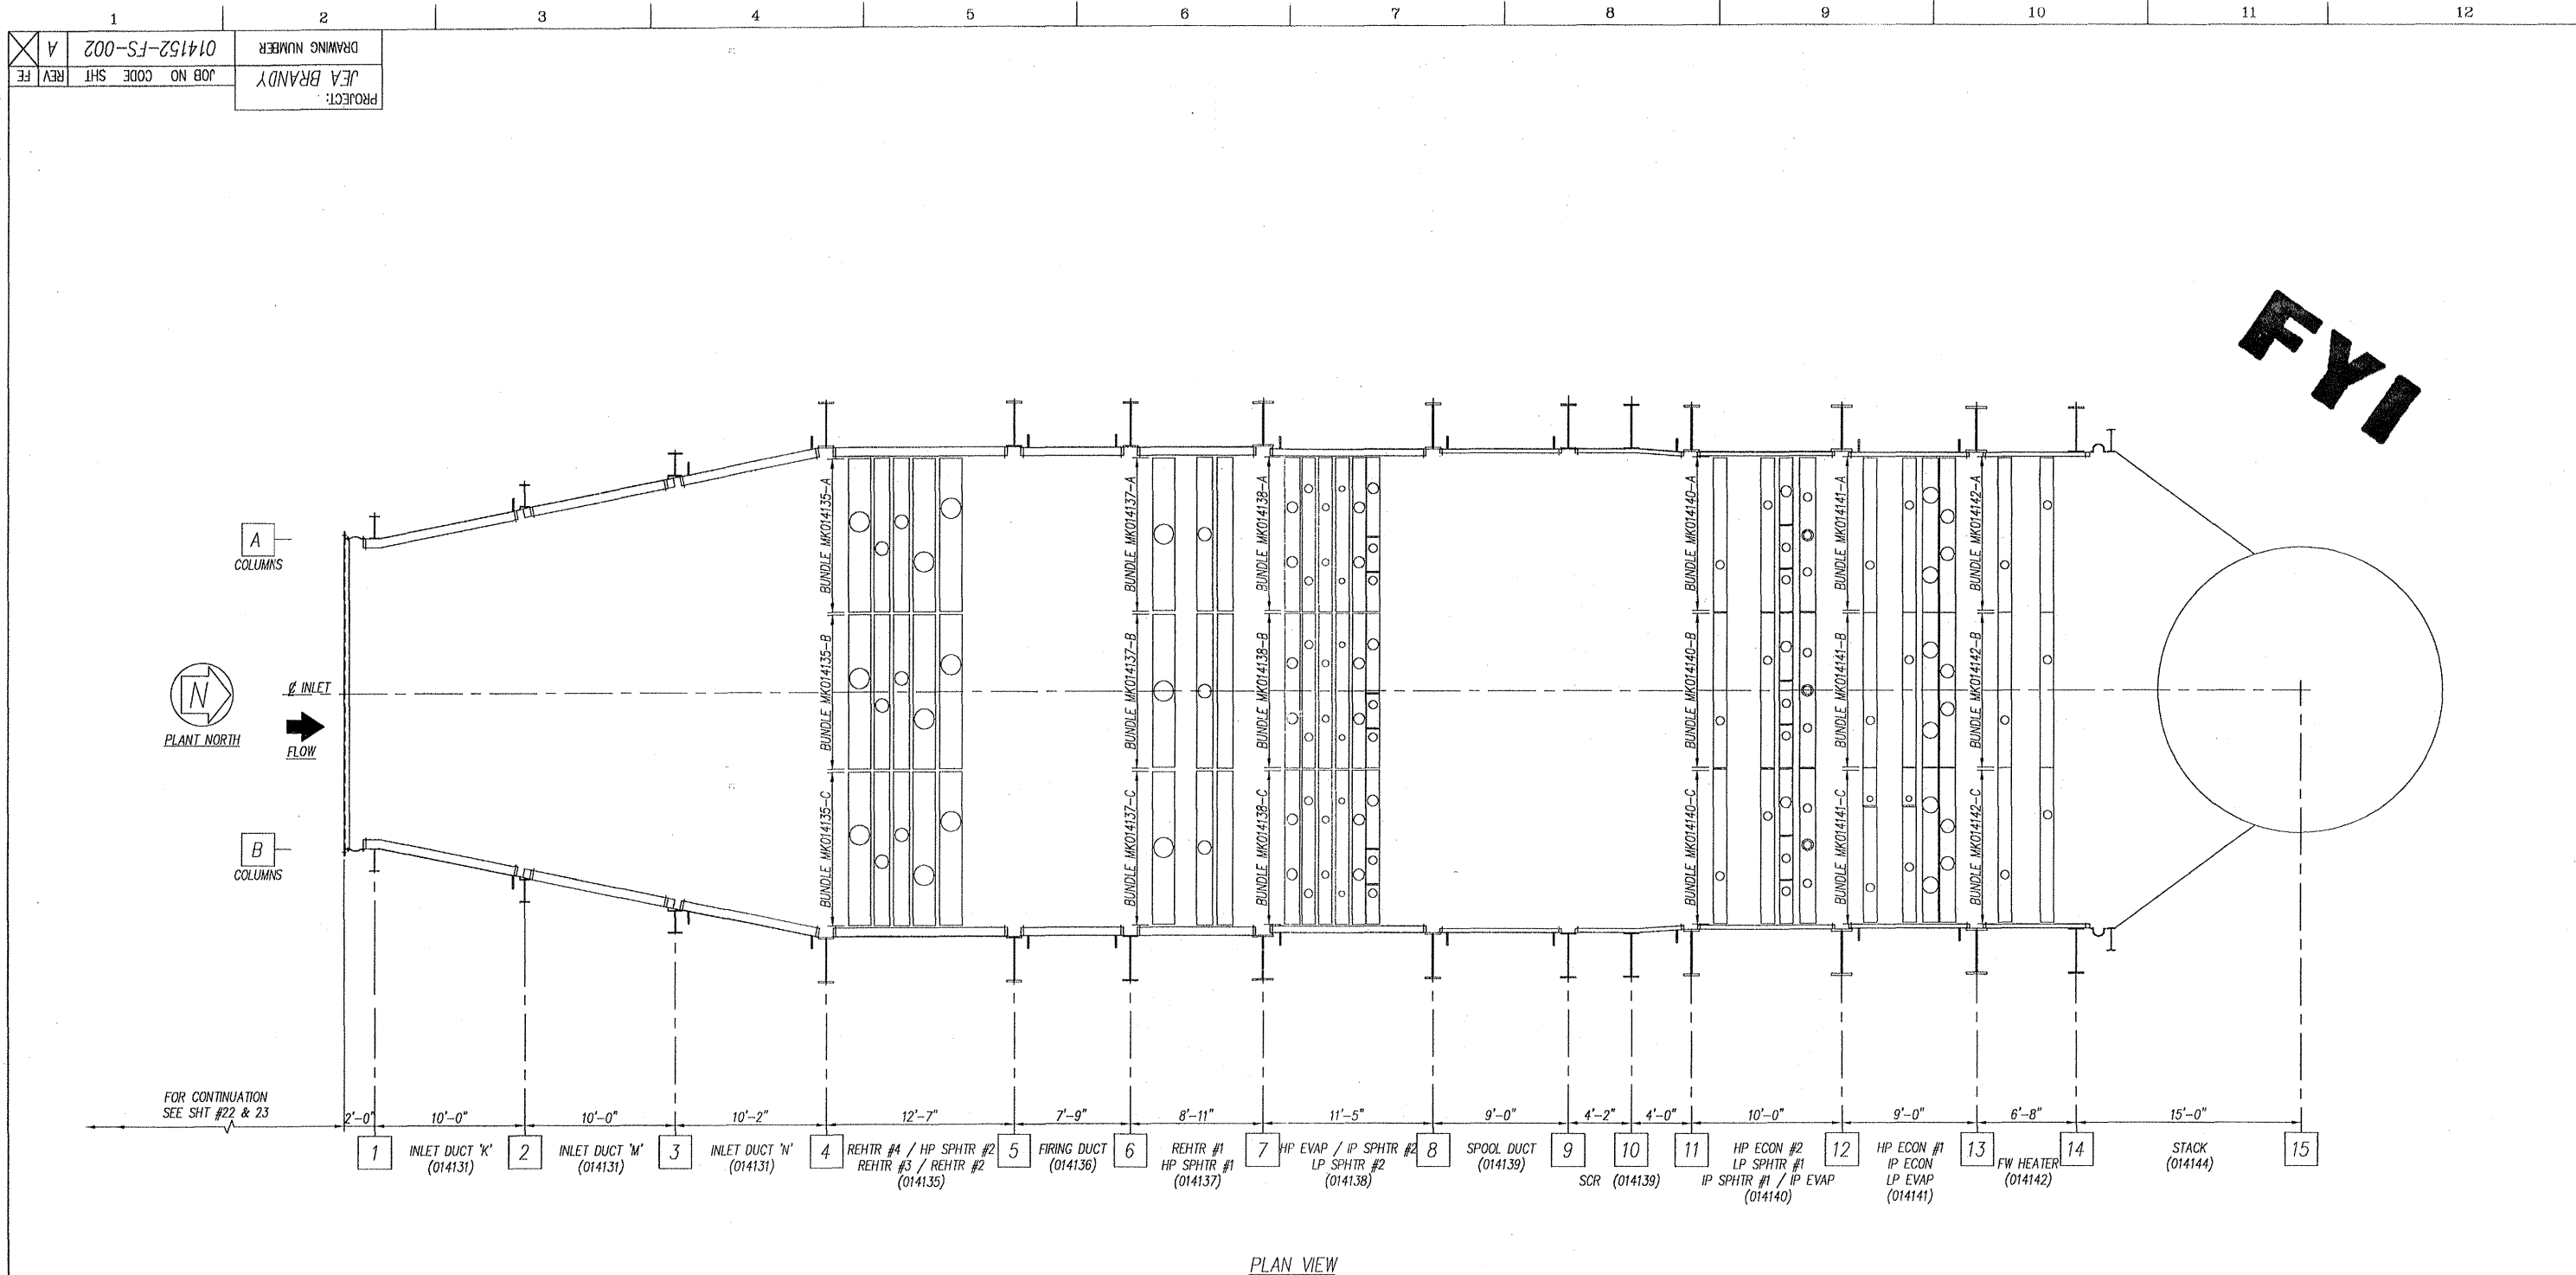 1 2 3 4 5 6 7 8 9 10 11 12
DRAWING NUMBER
014152-FS-002
A
PROJECT:
JEA BRANDY
JOB NO CODE SHT
REV
FE
FYI
A
COLUMNS
B
COLUMNS
N
PLANT NORTH
℄ INLET
FLOW
BUNDLE MK014135-A
BUNDLE MK014135-B
BUNDLE MK014135-C
BUNDLE MK014137-A
BUNDLE MK014137-B
BUNDLE MK014137-C
BUNDLE MK014138-A
BUNDLE MK014138-B
BUNDLE MK014138-C
BUNDLE MK014140-A
BUNDLE MK014140-B
BUNDLE MK014140-C
BUNDLE MK014141-A
BUNDLE MK014141-B
BUNDLE MK014141-C
BUNDLE MK014142-A
BUNDLE MK014142-B
BUNDLE MK014142-C
FOR CONTINUATION
SEE SHT #22 & 23
2'-0" 10'-0" 10'-0" 10'-2" 12'-7" 7'-9" 8'-11" 11'-5" 9'-0" 4'-2" 4'-0" 10'-0" 9'-0" 6'-8" 15'-0"
1 2 3 4 5 6 7 8 9 10 11 12 13 14 15
INLET DUCT 'K'
(014131)
INLET DUCT 'M'
(014131)
INLET DUCT 'N'
(014131)
REHTR #4 / HP SPHTR #2
REHTR #3 / REHTR #2
(014135)
FIRING DUCT
(014136)
REHTR #1
HP SPHTR #1
(014137)
HP EVAP / IP SPHTR #2
LP SPHTR #2
(014138)
SPOOL DUCT
(014139)
SCR (014139)
HP ECON #2
LP SPHTR #1
IP SPHTR #1 / IP EVAP
(014140)
HP ECON #1
IP ECON
LP EVAP
(014141)
FW HEATER
(014142)
STACK
(014144)
PLAN VIEW